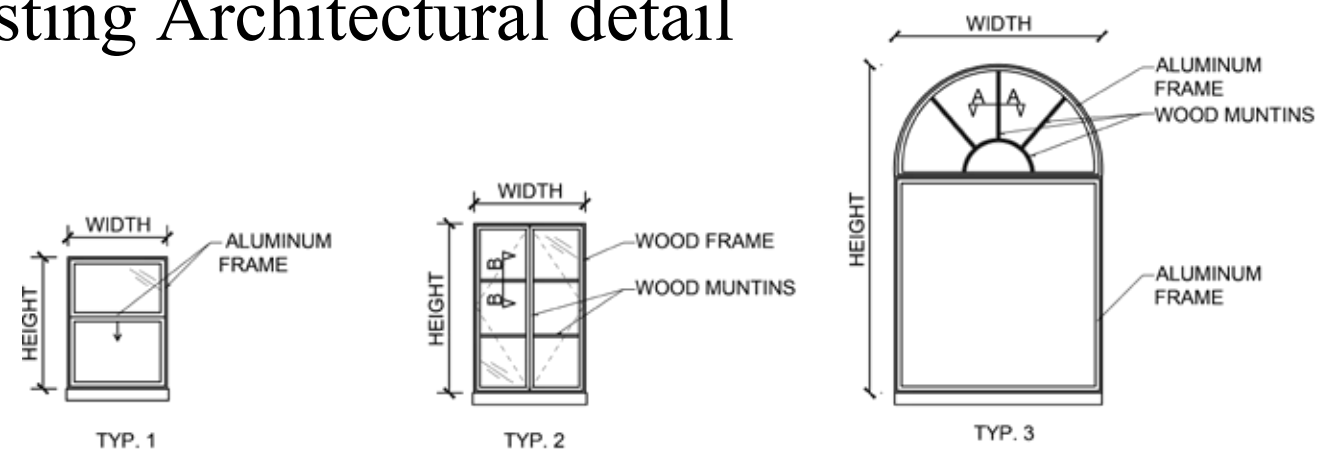 sting Architectural detail
WIDTH
HEIGHT
ALUMINUM
FRAME
TYP. 1
WIDTH
HEIGHT
B
B
WOOD FRAME
WOOD MUNTINS
TYP. 2
WIDTH
HEIGHT
A A
ALUMINUM
FRAME
WOOD MUNTINS
ALUMINUM
FRAME
TYP. 3